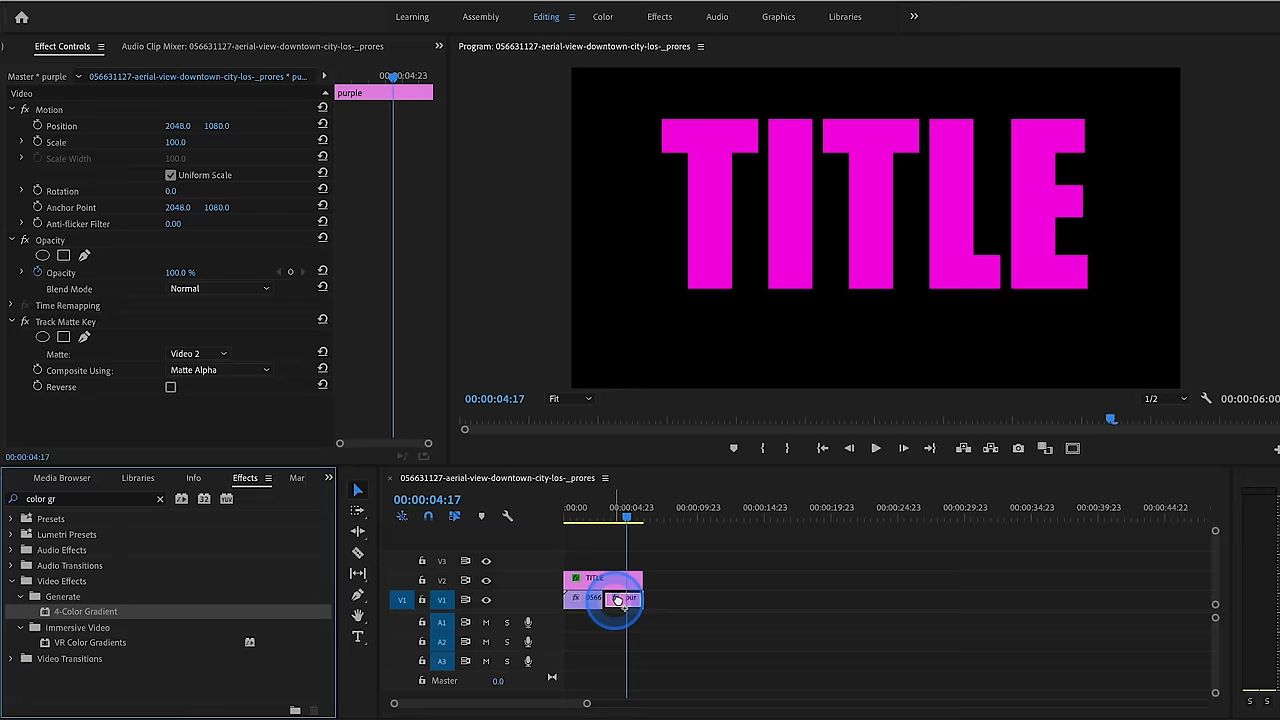 Learning Assembly Editing Color Effects Audio Graphics Libraries
Effect Controls Audio Clip Mixer: 056631127-aerial-view-downtown-city-los-_prores
Program: 056631127-aerial-view-downtown-city-los-_prores
Master * purple 056631127-aerial-view-downtown-city-los-_prores * pu... 00:00:04:23
Video purple
fx Motion
Position 2048.0 1080.0
Scale 100.0
Scale Width 100.0
Uniform Scale
Rotation 0.0
Anchor Point 2048.0 1080.0
Anti-flicker Filter 0.00
fx Opacity
Opacity 100.0 %
Blend Mode Normal
fx Time Remapping
fx Track Matte Key
Matte: Video 2
Composite Using: Matte Alpha
Reverse
00:00:04:17
TITLE
00:00:04:17 Fit 1/2 00:00:06:00
Media Browser Libraries Info Effects Mar
color gr
Presets
Lumetri Presets
Audio Effects
Audio Transitions
Video Effects
Generate
4-Color Gradient
Immersive Video
VR Color Gradients
Video Transitions
056631127-aerial-view-downtown-city-los-_prores
00:00:04:17
:00:00 00:00:04:23 00:00:09:23 00:00:14:23 00:00:19:23 00:00:24:23 00:00:29:23 00:00:34:23 00:00:39:23 00:00:44:22
V3
V2 fx TITLE
V1 V1 fx 0566 pur
A1 M S
A2 M S
A3 M S
Master 0.0
S S